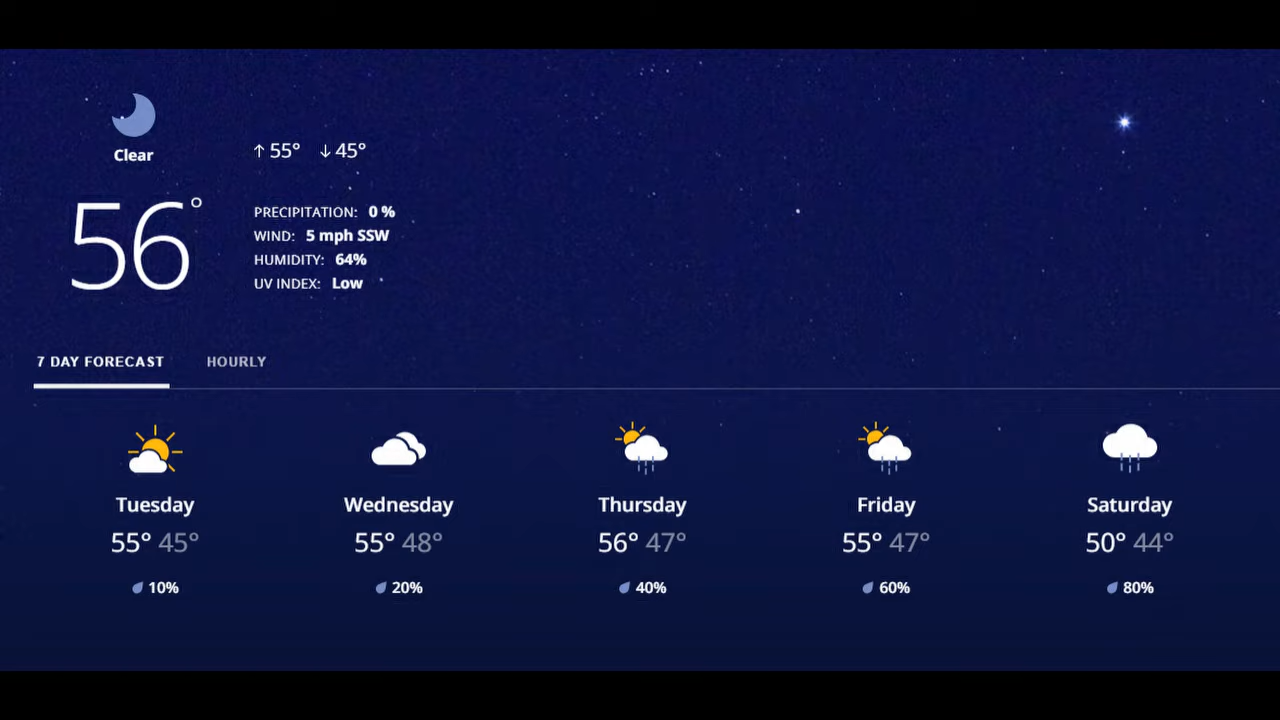 Clear
↑ 55° ↓ 45°
56°
PRECIPITATION: 0 %
WIND: 5 mph SSW
HUMIDITY: 64%
UV INDEX: Low
7 DAY FORECAST HOURLY
Tuesday Wednesday Thursday Friday Saturday
55° 45° 55° 48° 56° 47° 55° 47° 50° 44°
10% 20% 40% 60% 80%